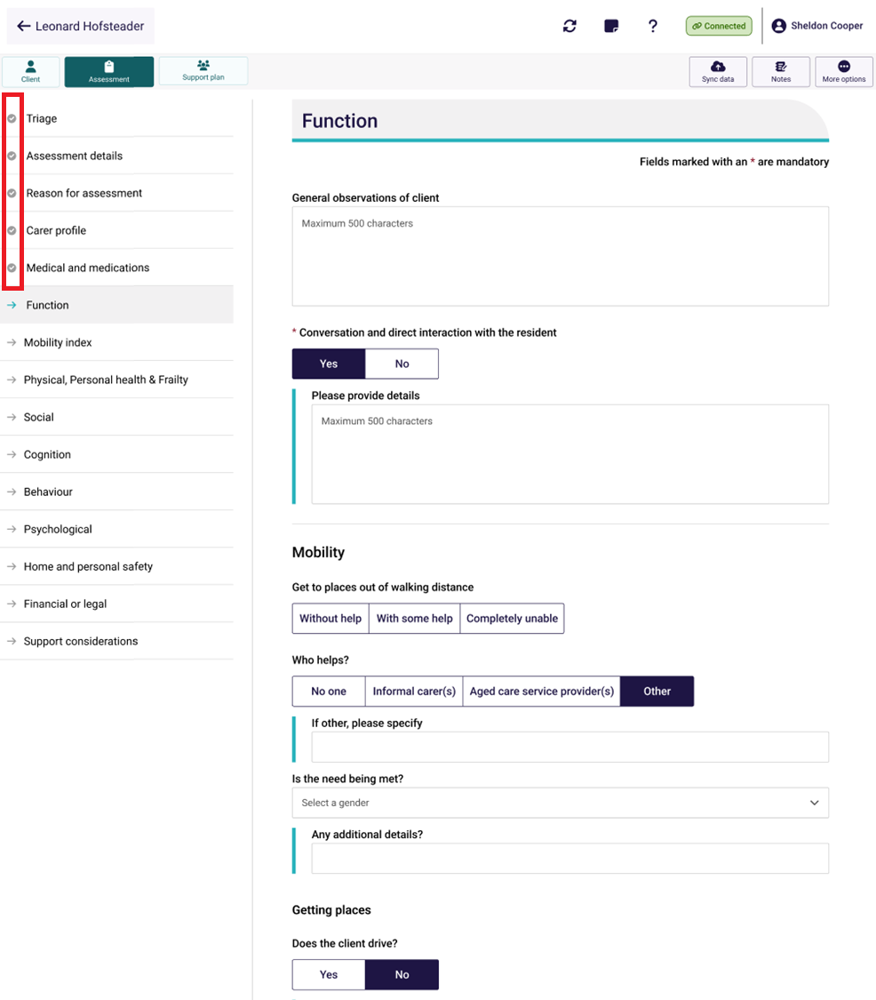 Leonard Hofsteader
Connected
Sheldon Cooper
Client
Assessment
Support plan
Sync data
Notes
More options
Triage
Assessment details
Reason for assessment
Carer profile
Medical and medications
Function
Mobility index
Physical, Personal health & Frailty
Social
Cognition
Behaviour
Psychological
Home and personal safety
Financial or legal
Support considerations
Function
Fields marked with an * are mandatory
General observations of client
Maximum 500 characters
* Conversation and direct interaction with the resident
Yes No
Please provide details
Maximum 500 characters
Mobility
Get to places out of walking distance
Without help With some help Completely unable
Who helps?
No one Informal carer(s) Aged care service provider(s) Other
If other, please specify
Is the need being met?
Select a gender
Any additional details?
Getting places
Does the client drive?
Yes No